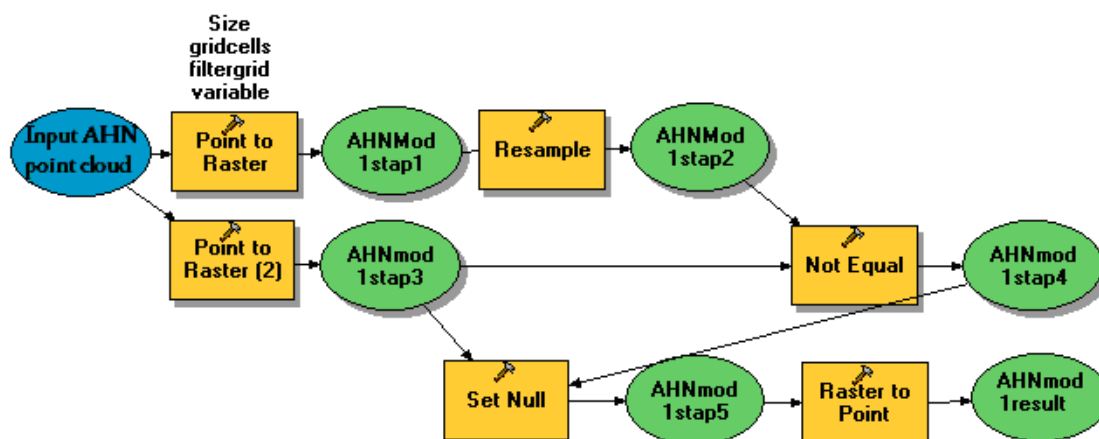 Size
gridcells
filtergrid
variable
Input AHN
point cloud
Point to
Raster
AHNMod
1stap1
Resample
AHNMod
1stap2
Point to
Raster (2)
AHNmod
1stap3
Not Equal
AHNmod
1stap4
Set Null
AHNmod
1stap5
Raster to
Point
AHNmod
1result